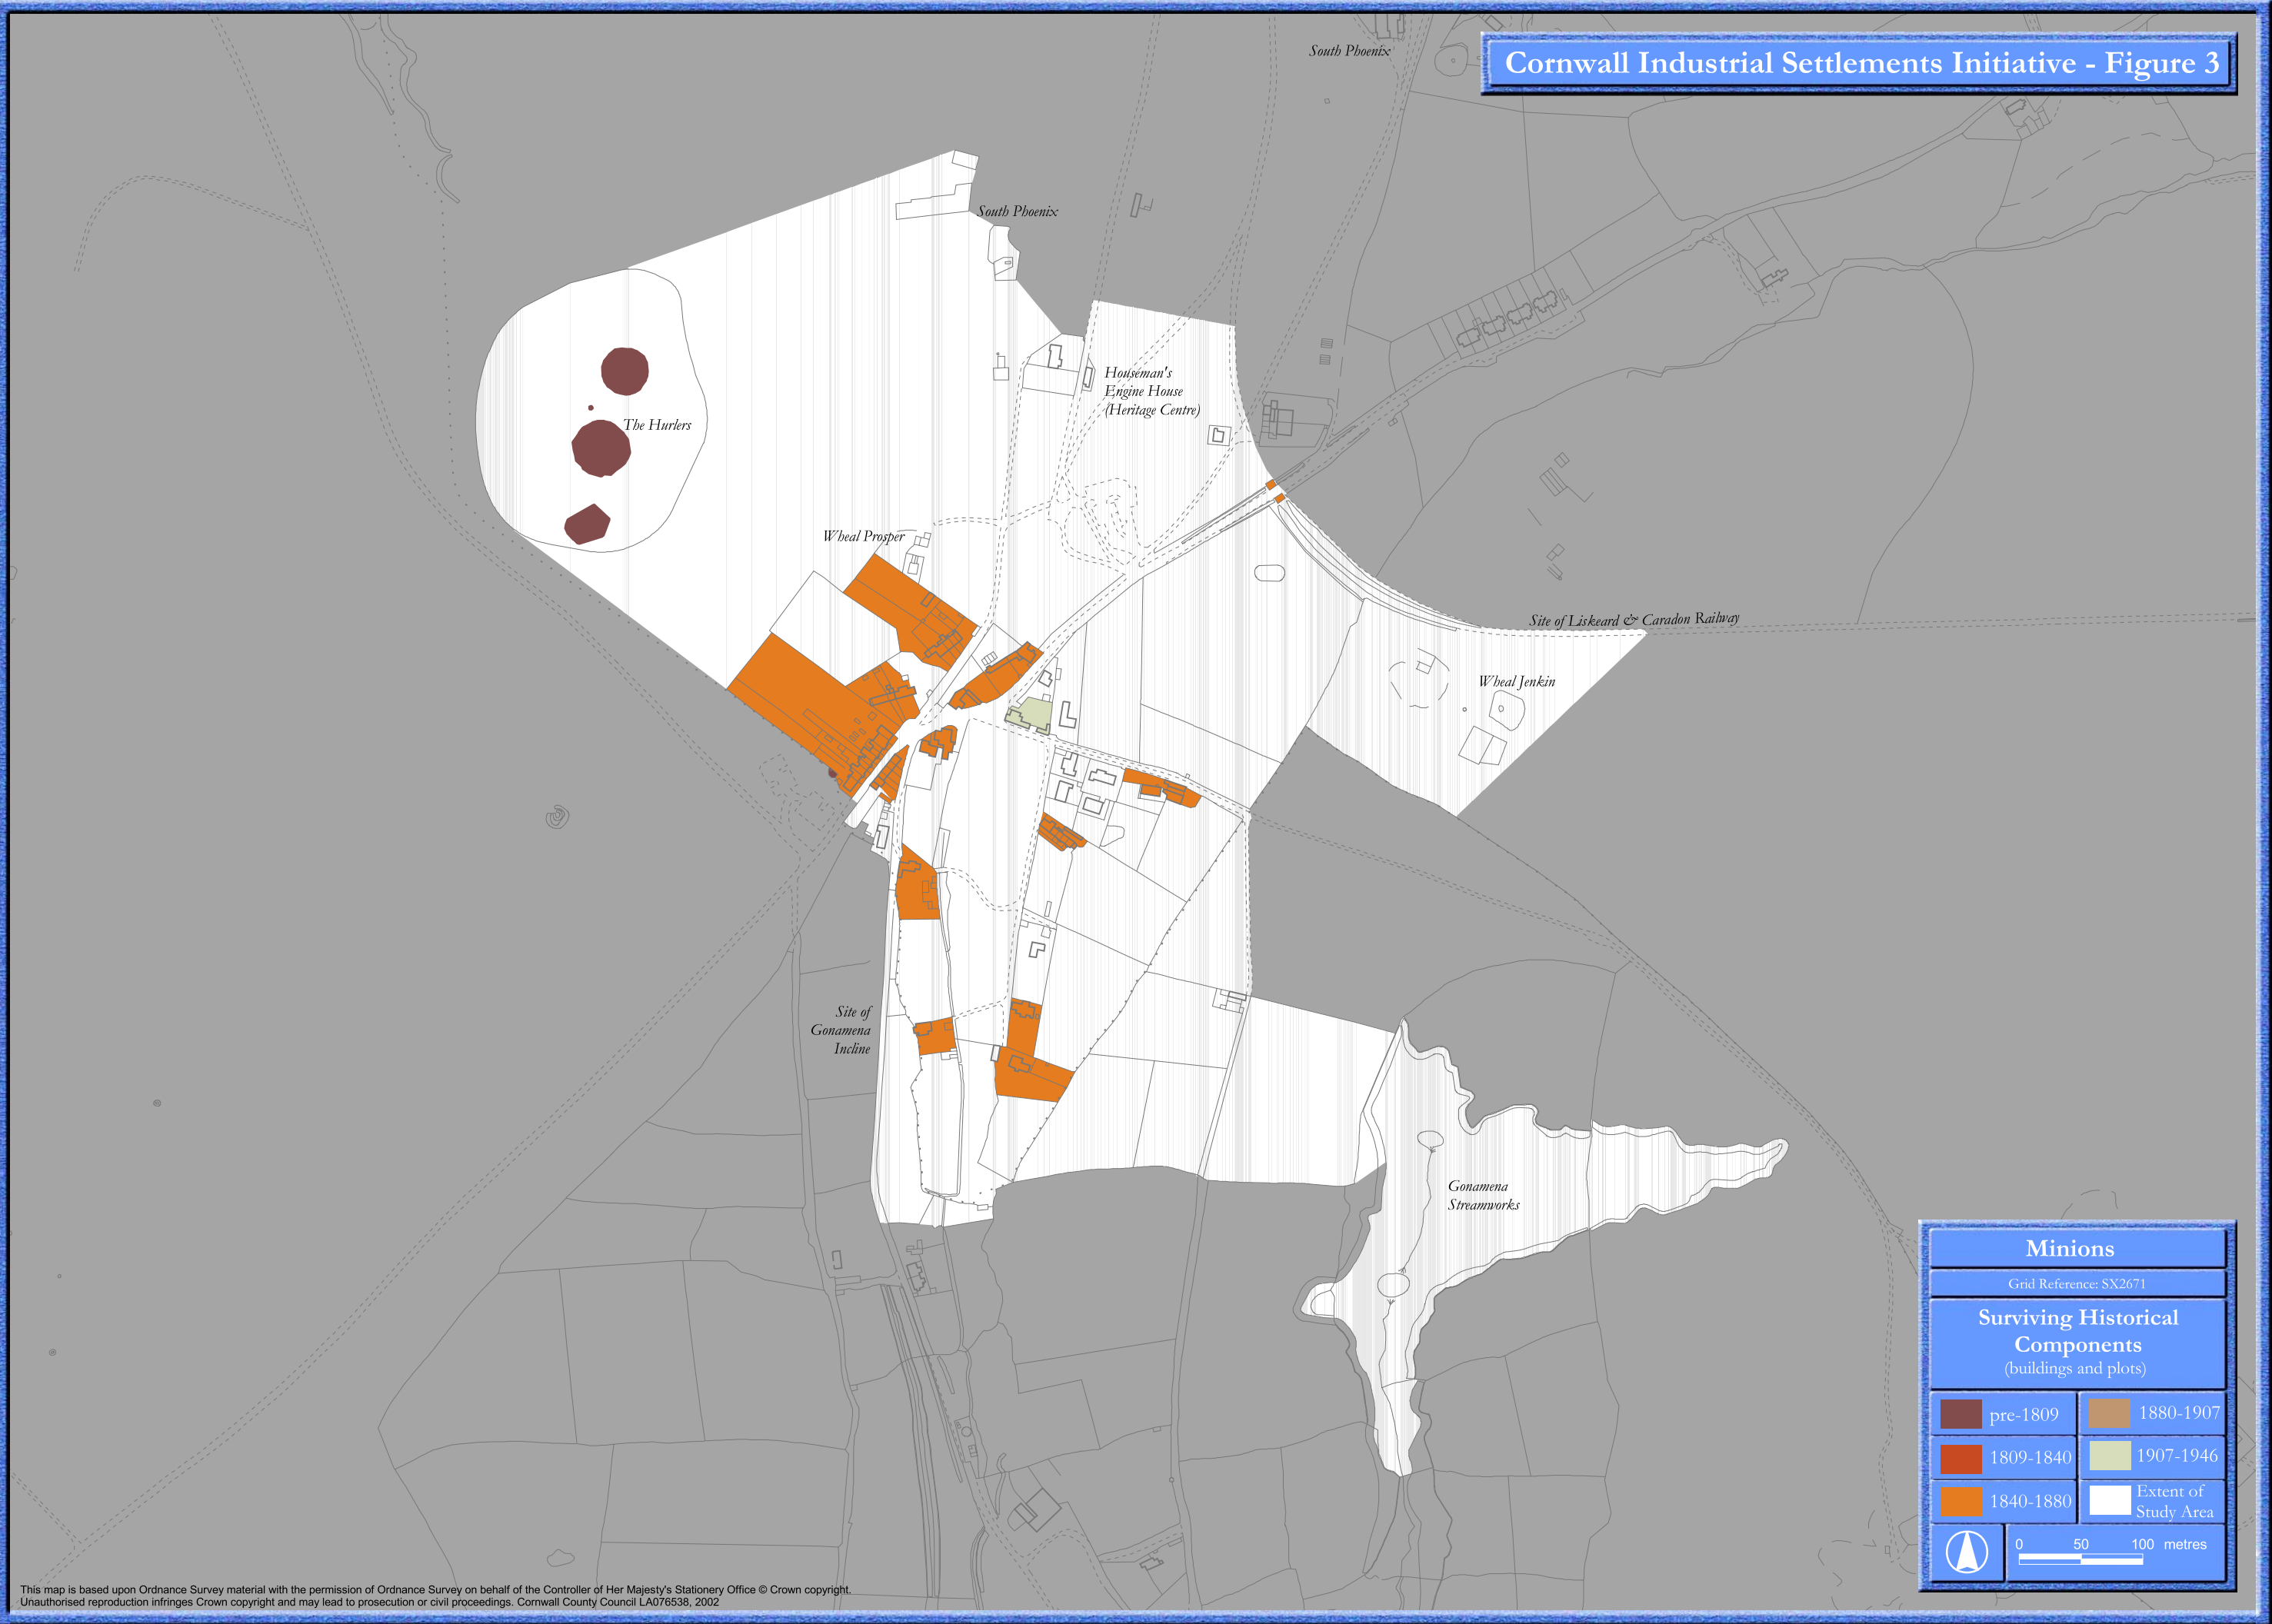 South Phoenix
Cornwall Industrial Settlements Initiative - Figure 3
South Phoenix
Houseman's
Engine House
(Heritage Centre)
The Hurlers
Wheal Prosper
Site of Liskeard & Caradon Railway
Wheal Jenkin
Site of
Gonamena
Incline
Gonamena
Streamworks
Minions
Grid Reference: SX2671
Surviving Historical
Components
(buildings and plots)
pre-1809
1880-1907
1809-1840
1907-1946
1840-1880
Extent of
Study Area
0 50 100 metres
This map is based upon Ordnance Survey material with the permission of Ordnance Survey on behalf of the Controller of Her Majesty's Stationery Office © Crown copyright.
Unauthorised reproduction infringes Crown copyright and may lead to prosecution or civil proceedings. Cornwall County Council LA076538, 2002